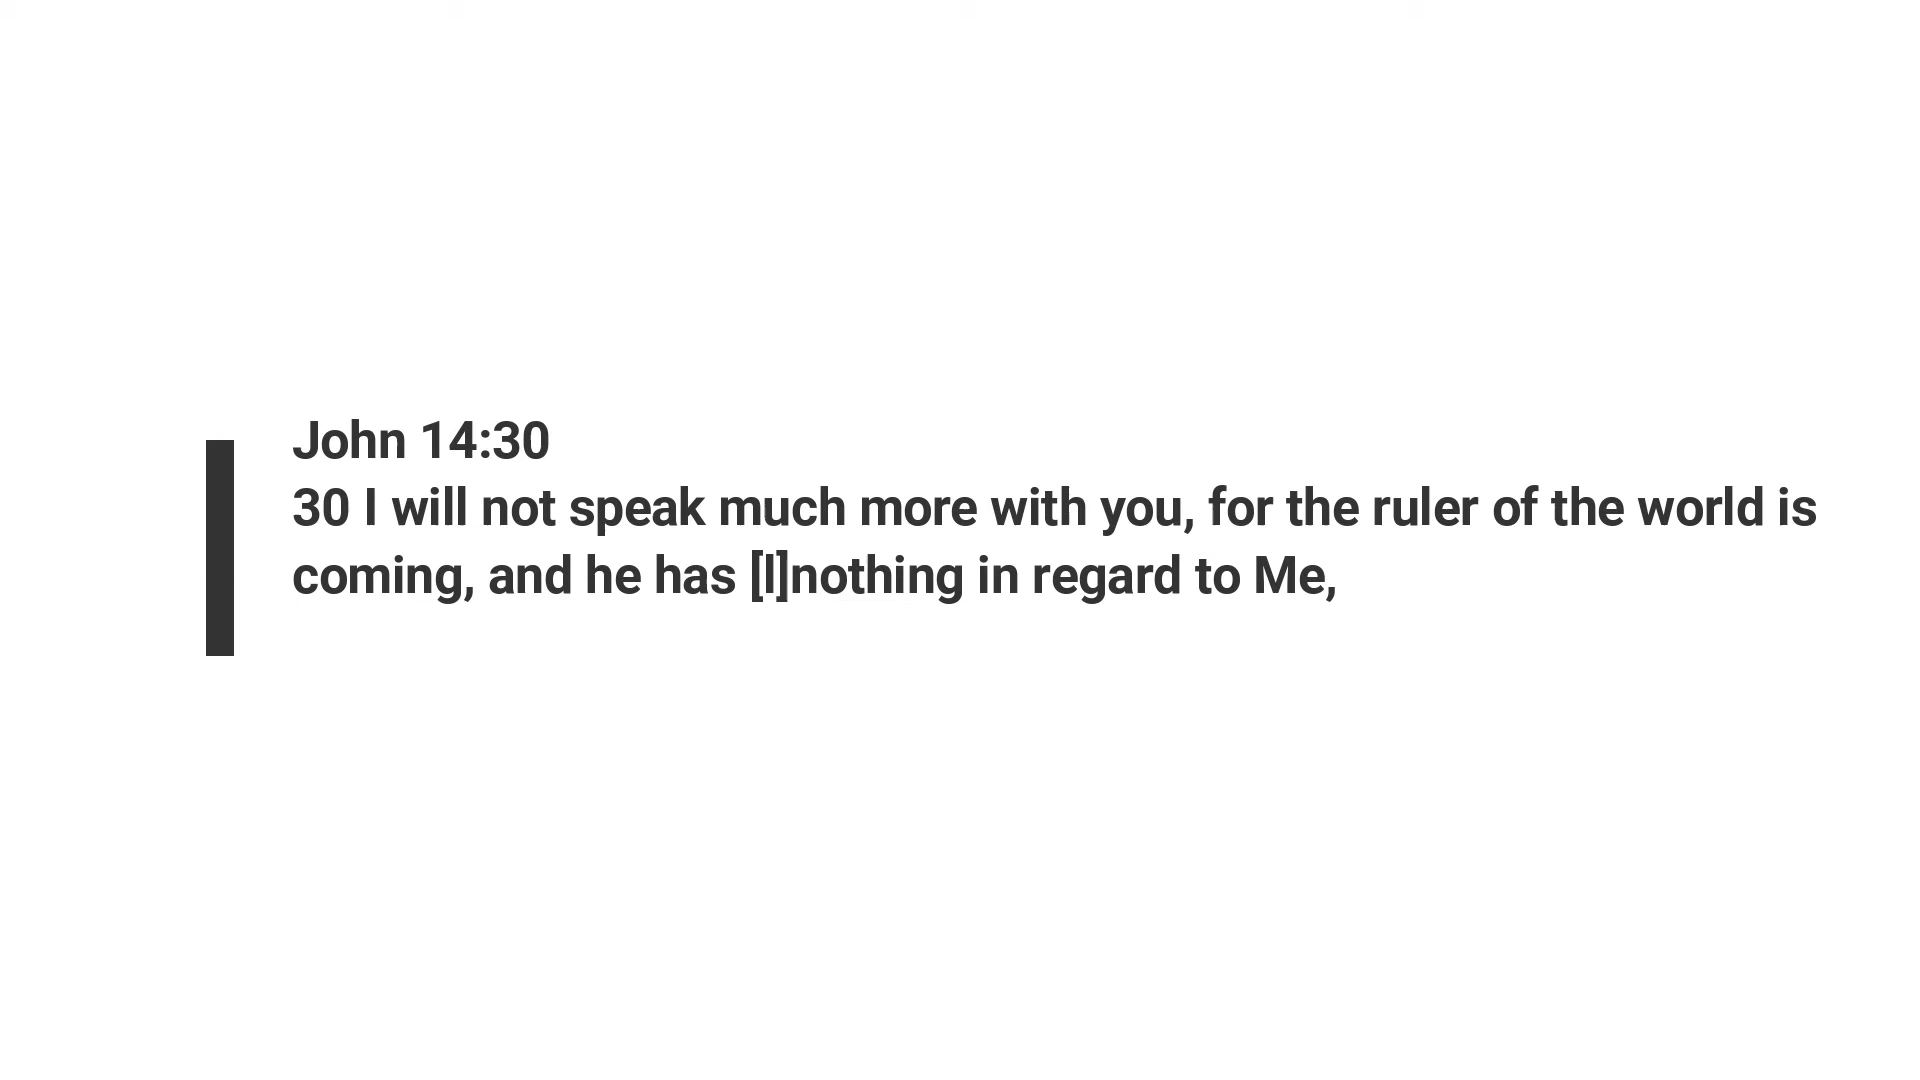 John 14:30
30 I will not speak much more with you, for the ruler of the world is
coming, and he has [l]nothing in regard to Me,